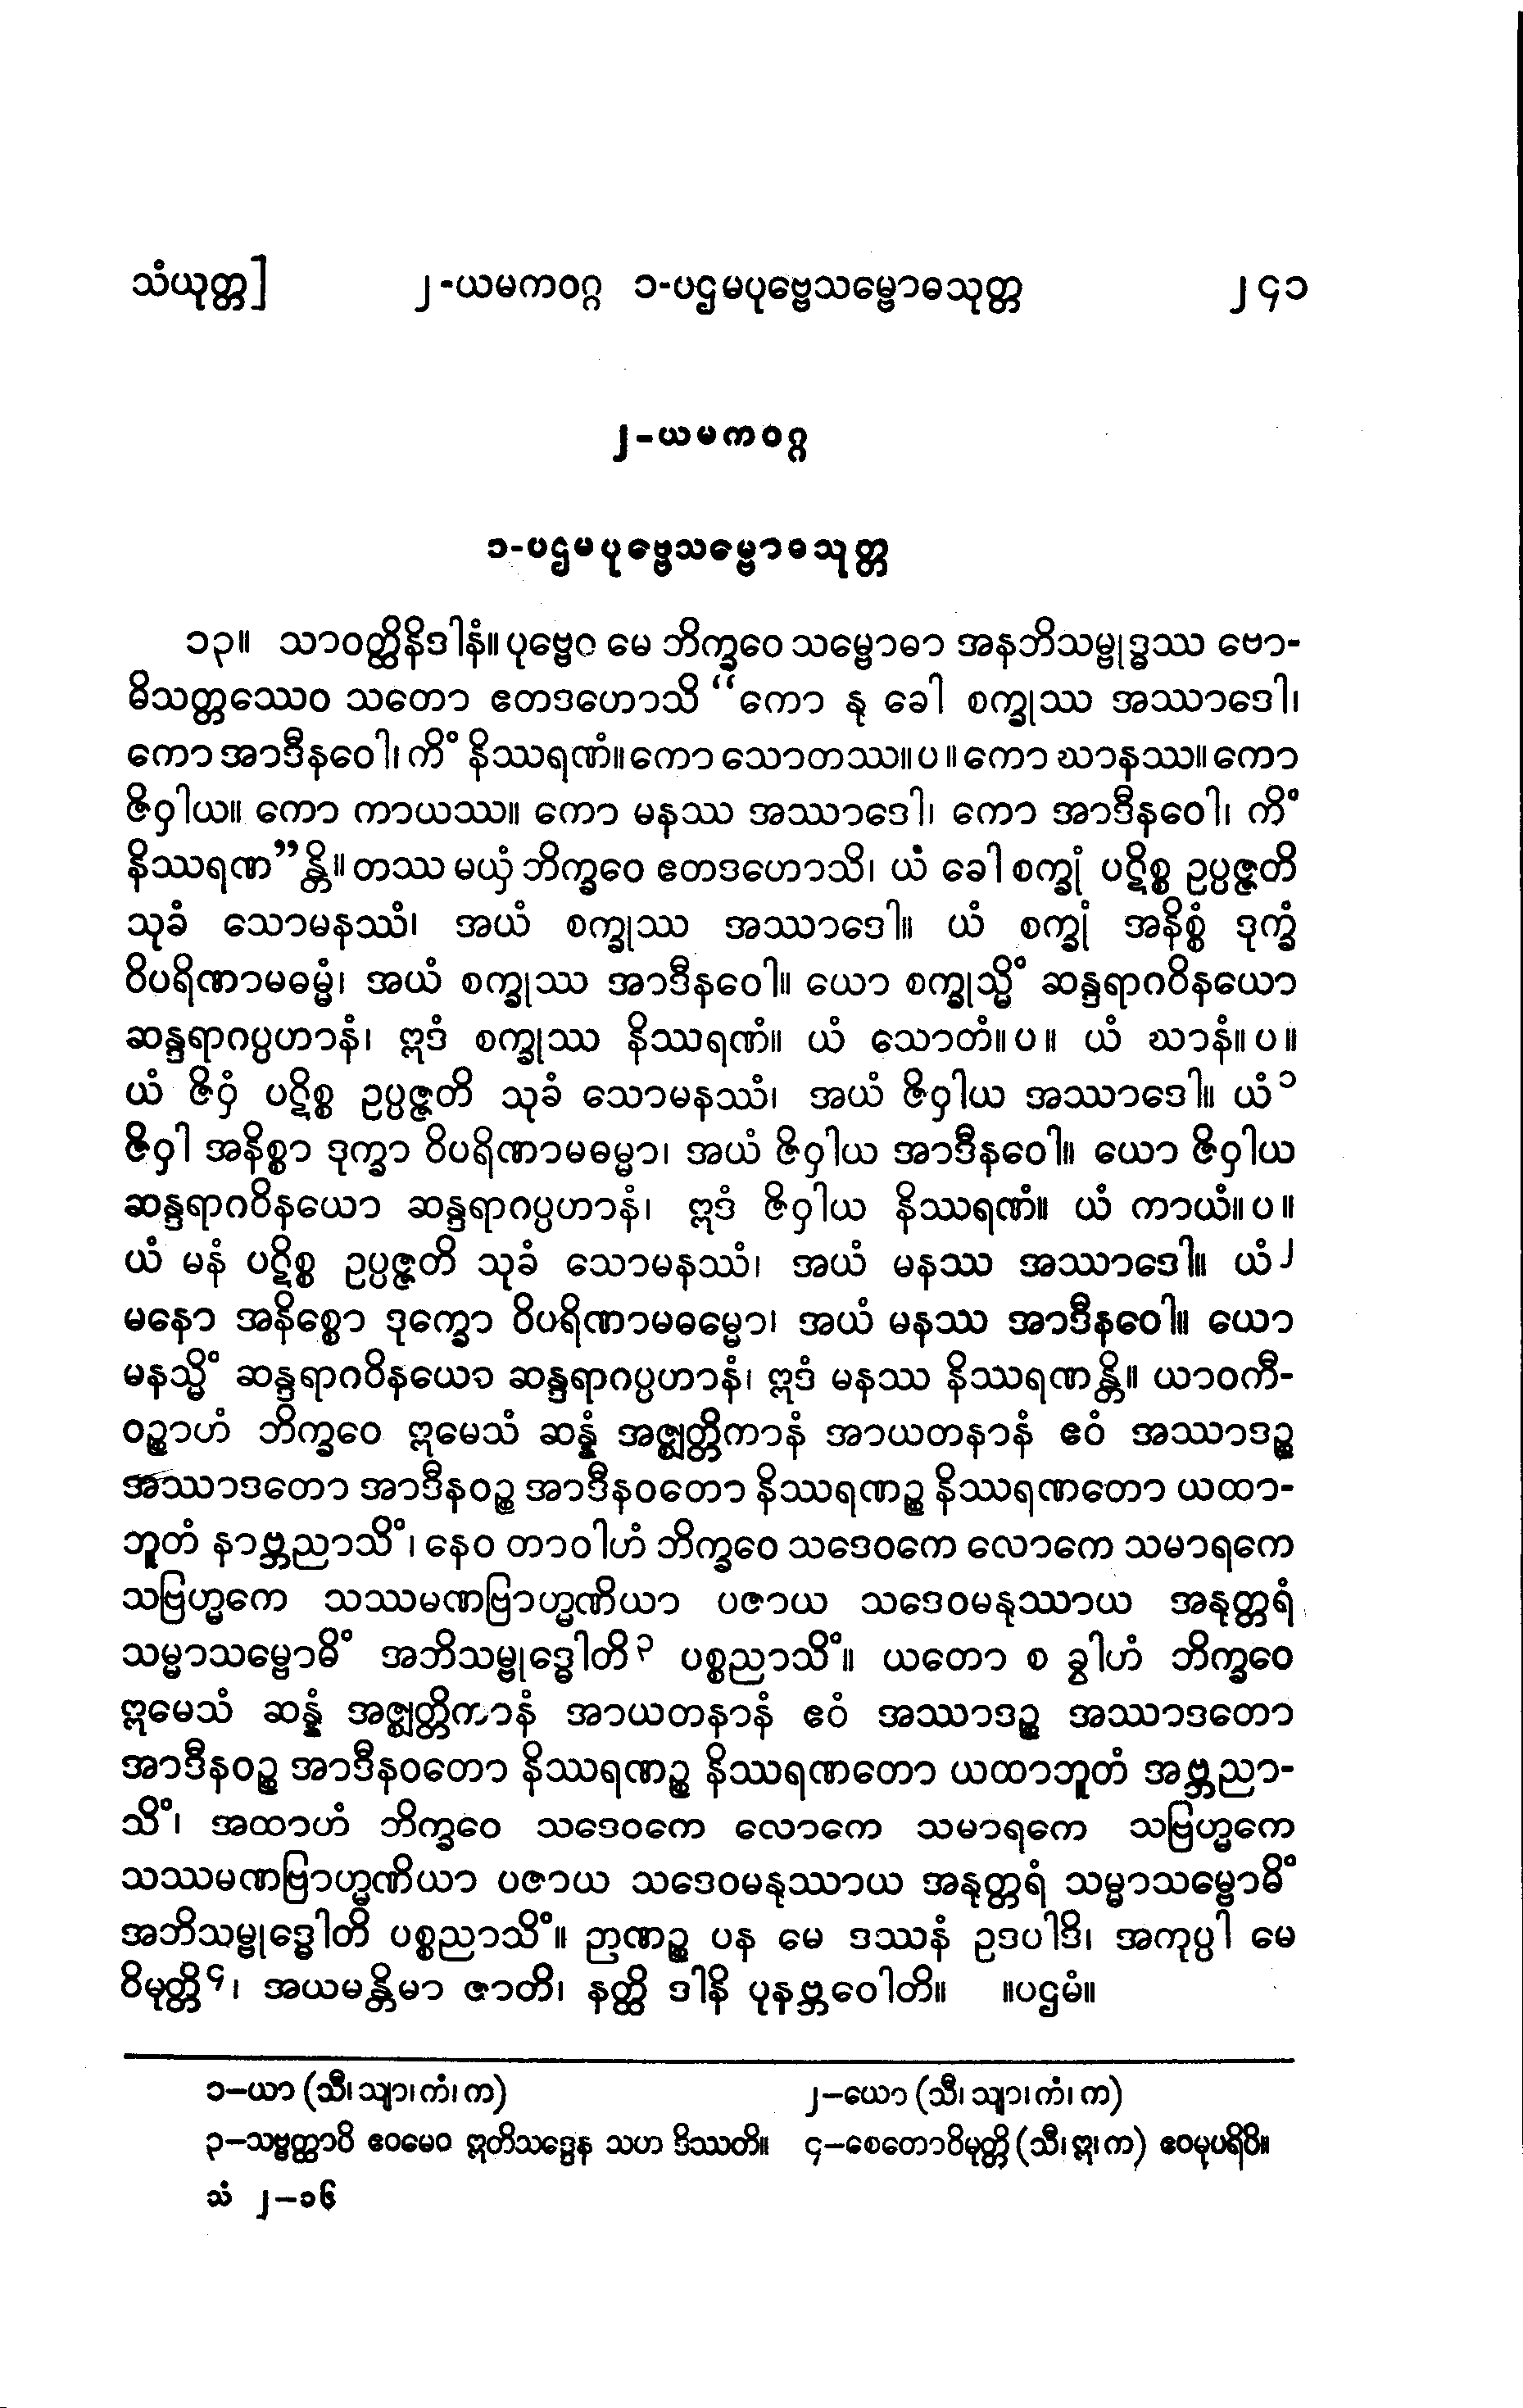 သံယုတ္တ] ၂-ယမကဝဂ္ဂ ၁-ပဌမပုဗ္ဗေသမ္ဗောဓသုတ္တ ၂၄၁
၂-ယမကဝဂ္ဂ
၁-ပဌမပုဗ္ဗေသမ္ဗောဓသုတ္တ
၁၃။ သာဝတ္ထိနိဒါနံ။ ပုဗ္ဗေဝ မေ ဘိက္ခဝေ သမ္ဗောဓာ အနဘိသမ္ဗုဒ္ဓဿ ဗော-
ဓိသတ္တဿေဝ သတော ဧတဒဟောသိ “ကော နု ခေါ စက္ခုဿ အဿာဒေါ၊
ကော အာဒီနဝေါ၊ ကိံ နိဿရဏံ။ ကော သောတဿ။ပ။ ကော ဃာနဿ။ ကော
ဇိဝှါယ။ ကော ကာယဿ။ ကော မနဿ အဿာဒေါ၊ ကော အာဒီနဝေါ၊ ကိံ
နိဿရဏ”န္တိ။ တဿ မယှံ ဘိက္ခဝေ ဧတဒဟောသိ၊ ယံ ခေါ စက္ခုံ ပဋိစ္စ ဥပ္ပဇ္ဇတိ
သုခံ သောမနဿံ၊ အယံ စက္ခုဿ အဿာဒေါ။ ယံ စက္ခုံ အနိစ္စံ ဒုက္ခံ
ဝိပရိဏာမဓမ္မံ၊ အယံ စက္ခုဿ အာဒီနဝေါ။ ယော စက္ခုသ္မိံ ဆန္ဒရာဂဝိနယော
ဆန္ဒရာဂပ္ပဟာနံ၊ ဣဒံ စက္ခုဿ နိဿရဏံ။ ယံ သောတံ။ပ။ ယံ ဃာနံ။ပ။
ယံ ဇိဝှံ ပဋိစ္စ ဥပ္ပဇ္ဇတိ သုခံ သောမနဿံ၊ အယံ ဇိဝှါယ အဿာဒေါ။ ယံ၁
ဇိဝှါ အနိစ္စာ ဒုက္ခာ ဝိပရိဏာမဓမ္မာ၊ အယံ ဇိဝှါယ အာဒီနဝေါ။ ယော ဇိဝှါယ
ဆန္ဒရာဂဝိနယော ဆန္ဒရာဂပ္ပဟာနံ၊ ဣဒံ ဇိဝှါယ နိဿရဏံ။ ယံ ကာယံ။ပ။
ယံ မနံ ပဋိစ္စ ဥပ္ပဇ္ဇတိ သုခံ သောမနဿံ၊ အယံ မနဿ အဿာဒေါ။ ယံ၂
မနော အနိစ္စော ဒုက္ခော ဝိပရိဏာမဓမ္မော၊ အယံ မနဿ အာဒီနဝေါ။ ယော
မနသ္မိံ ဆန္ဒရာဂဝိနယော ဆန္ဒရာဂပ္ပဟာနံ၊ ဣဒံ မနဿ နိဿရဏန္တိ။ ယာဝကီ-
ဝဉ္စာဟံ ဘိက္ခဝေ ဣမေသံ ဆန္နံ အဇ္ဈတ္တိကာနံ အာယတနာနံ ဧဝံ အဿာဒဉ္စ
အဿာဒတော အာဒီနဝဉ္စ အာဒီနဝတော နိဿရဏဉ္စ နိဿရဏတော ယထာ-
ဘူတံ နာဗ္ဘညာသိံ၊ နေဝ တာဝါဟံ ဘိက္ခဝေ သဒေဝကေ လောကေ သမာရကေ
သဗြဟ္မကေ သဿမဏဗြာဟ္မဏိယာ ပဇာယ သဒေဝမနုဿာယ အနုတ္တရံ
သမ္မာသမ္ဗောဓိံ အဘိသမ္ဗုဒ္ဓေါတိ၃ ပစ္စညာသိံ။ ယတော စ ခွါဟံ ဘိက္ခဝေ
ဣမေသံ ဆန္နံ အဇ္ဈတ္တိကာနံ အာယတနာနံ ဧဝံ အဿာဒဉ္စ အဿာဒတော
အာဒီနဝဉ္စ အာဒီနဝတော နိဿရဏဉ္စ နိဿရဏတော ယထာဘူတံ အဗ္ဘညာ-
သိံ၊ အထာဟံ ဘိက္ခဝေ သဒေဝကေ လောကေ သမာရကေ သဗြဟ္မကေ
သဿမဏဗြာဟ္မဏိယာ ပဇာယ သဒေဝမနုဿာယ အနုတ္တရံ သမ္မာသမ္ဗောဓိံ
အဘိသမ္ဗုဒ္ဓေါတိ ပစ္စညာသိံ။ ဉာဏဉ္စ ပန မေ ဒဿနံ ဥဒပါဒိ၊ အကုပ္ပါ မေ
ဝိမုတ္တိ၄၊ အယမန္တိမာ ဇာတိ၊ နတ္ထိ ဒါနိ ပုနဗ္ဘဝေါတိ။ ။ပဌမံ။
၁–ယာ (သီ၊ သျာ၊ ကံ၊ က) ၂–ယော (သီ၊ သျာ၊ ကံ၊ က)
၃–သဗ္ဗတ္ထာပိ ဧဝမေဝ ဣတိသဒ္ဒေန သဟ ဒိဿတိ။ ၄–စေတောဝိမုတ္တိ (သီ၊ ဣ၊ က) ဧဝမုပရိပိ။
သံ ၂–၁၆